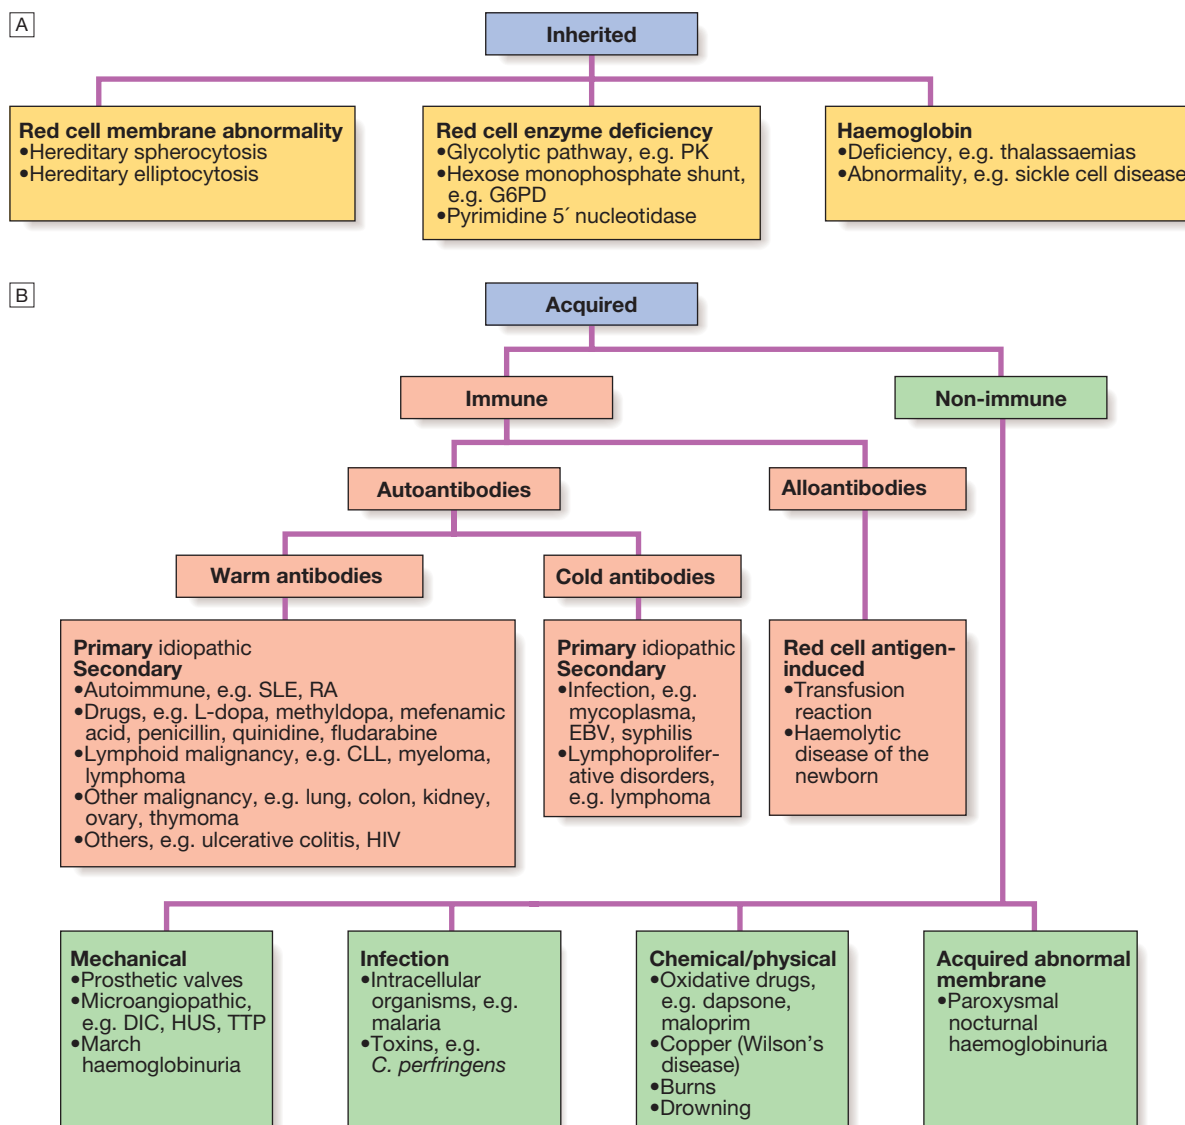 A
Inherited
Red cell membrane abnormality
•Hereditary spherocytosis
•Hereditary elliptocytosis
Red cell enzyme deficiency
•Glycolytic pathway, e.g. PK
•Hexose monophosphate shunt,
e.g. G6PD
•Pyrimidine 5´ nucleotidase
Haemoglobin
•Deficiency, e.g. thalassaemias
•Abnormality, e.g. sickle cell disease
B
Acquired
Immune
Non-immune
Autoantibodies
Alloantibodies
Warm antibodies
Cold antibodies
Primary idiopathic
Secondary
•Autoimmune, e.g. SLE, RA
•Drugs, e.g. L-dopa, methyldopa, mefenamic
acid, penicillin, quinidine, fludarabine
•Lymphoid malignancy, e.g. CLL, myeloma,
lymphoma
•Other malignancy, e.g. lung, colon, kidney,
ovary, thymoma
•Others, e.g. ulcerative colitis, HIV
Primary idiopathic
Secondary
•Infection, e.g.
mycoplasma,
EBV, syphilis
•Lymphoprolifer-
ative disorders,
e.g. lymphoma
Red cell antigen-
induced
•Transfusion
reaction
•Haemolytic
disease of the
newborn
Mechanical
•Prosthetic valves
•Microangiopathic,
e.g. DIC, HUS, TTP
•March
haemoglobinuria
Infection
•Intracellular
organisms, e.g.
malaria
•Toxins, e.g.
C. perfringens
Chemical/physical
•Oxidative drugs,
e.g. dapsone,
maloprim
•Copper (Wilson's
disease)
•Burns
•Drowning
Acquired abnormal
membrane
•Paroxysmal
nocturnal
haemoglobinuria